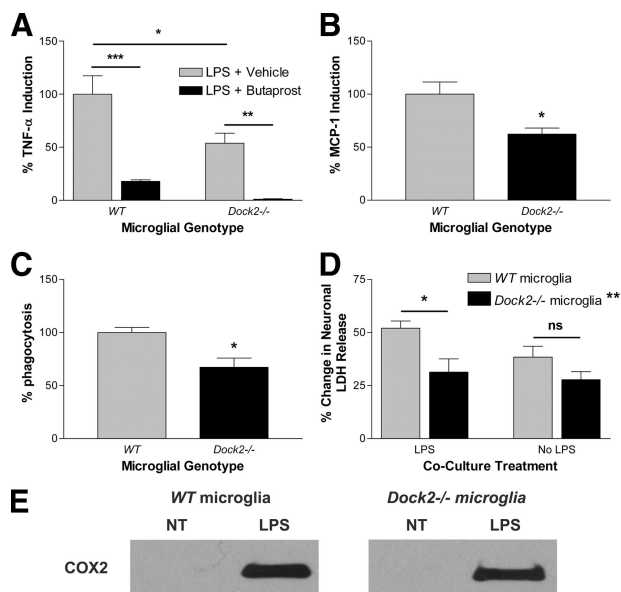 A
% TNF-α Induction
150
100
50
0
*
***
**
LPS + Vehicle
LPS + Butaprost
WT
Dock2-/-
Microglial Genotype
B
% MCP-1 Induction
150
100
50
0
*
WT
Dock2-/-
Microglial Genotype
C
% phagocytosis
150
100
50
0
*
WT
Dock2-/-
Microglial Genotype
D
% Change in Neuronal
LDH Release
75
50
25
0
WT microglia
Dock2-/- microglia **
*
ns
LPS
No LPS
Co-Culture Treatment
E
WT microglia
Dock2-/- microglia
NT
LPS
NT
LPS
COX2